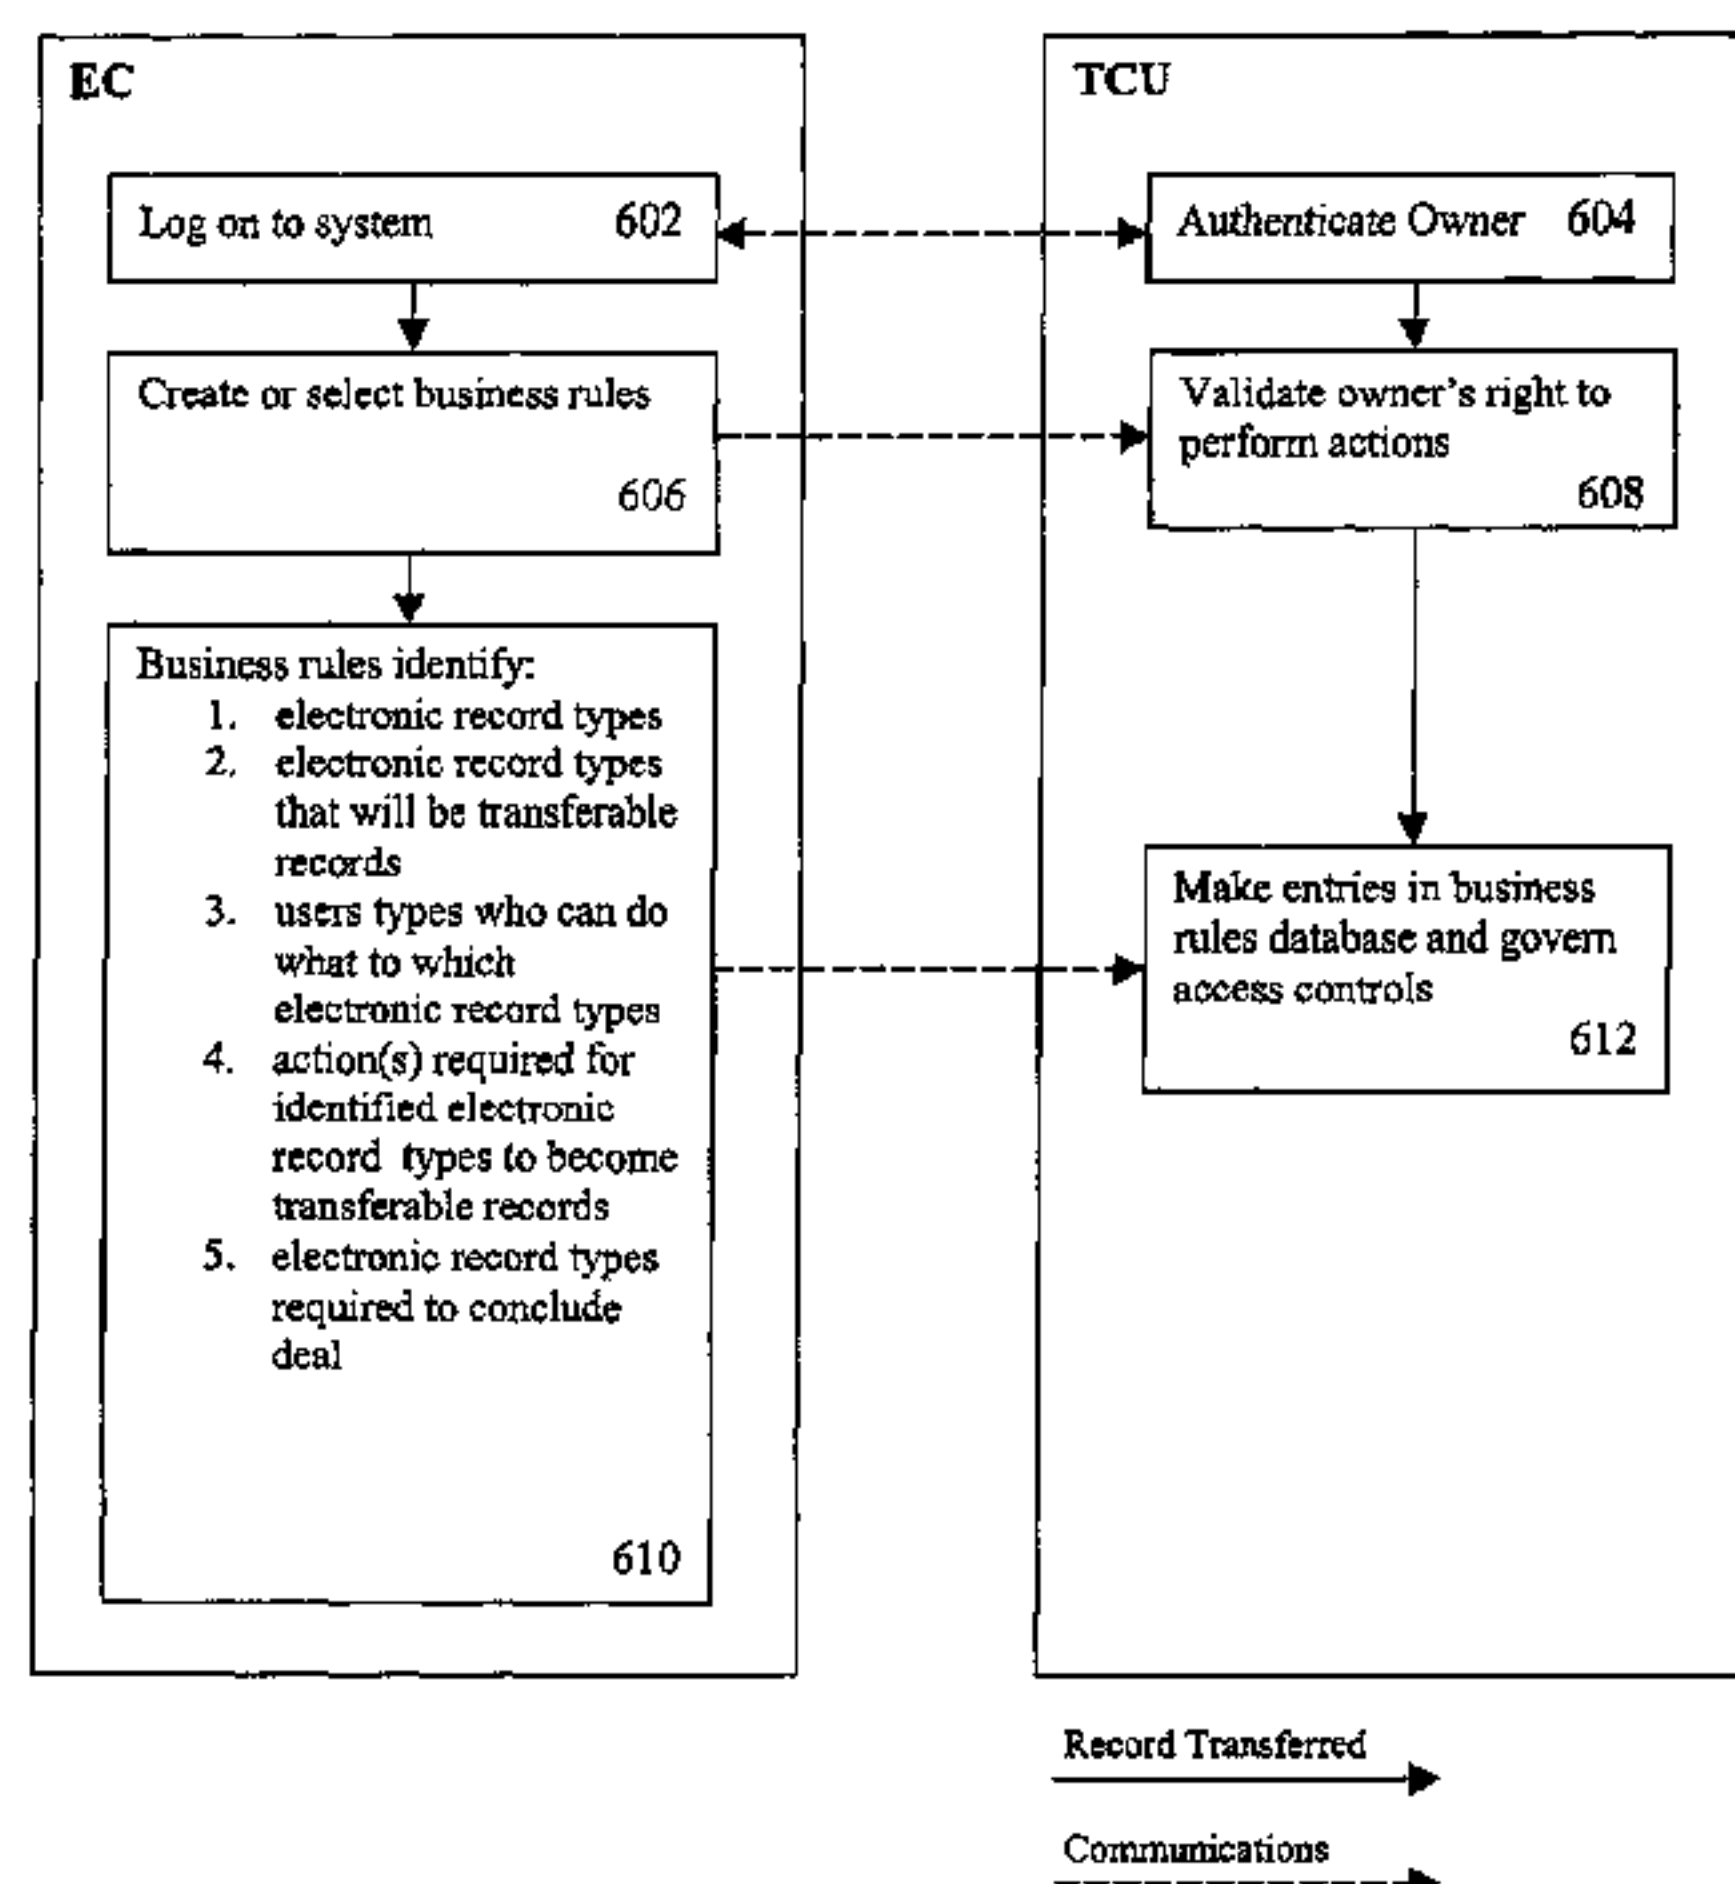 EC
Log on to system 602
Create or select business rules
606
Business rules identify:
1. electronic record types
2. electronic record types
that will be transferable
records
3. users types who can do
what to which
electronic record types
4. action(s) required for
identified electronic
record types to become
transferable records
5. electronic record types
required to conclude
deal
610
TCU
Authenticate Owner 604
Validate owner's right to
perform actions
608
Make entries in business
rules database and govern
access controls
612
Record Transferred
Communications